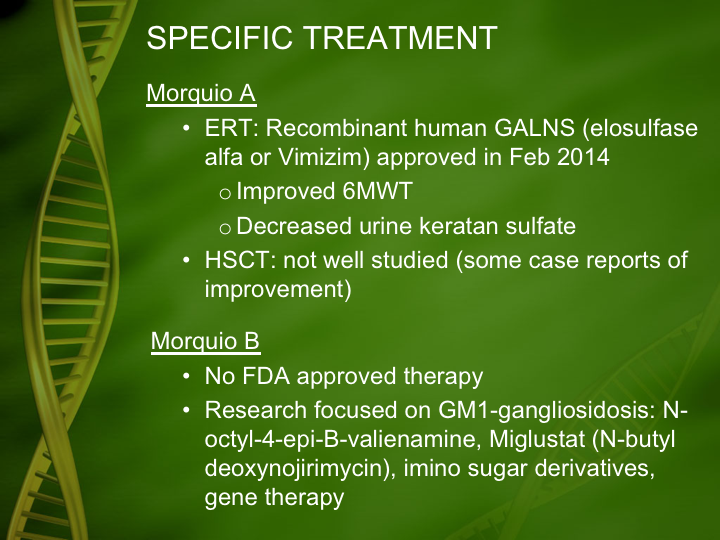 SPECIFIC TREATMENT
Morquio A
• ERT: Recombinant human GALNS (elosulfase
alfa or Vimizim) approved in Feb 2014
o Improved 6MWT
o Decreased urine keratan sulfate
• HSCT: not well studied (some case reports of
improvement)
Morquio B
• No FDA approved therapy
• Research focused on GM1-gangliosidosis: N-
octyl-4-epi-B-valienamine, Miglustat (N-butyl
deoxynojirimycin), imino sugar derivatives,
gene therapy